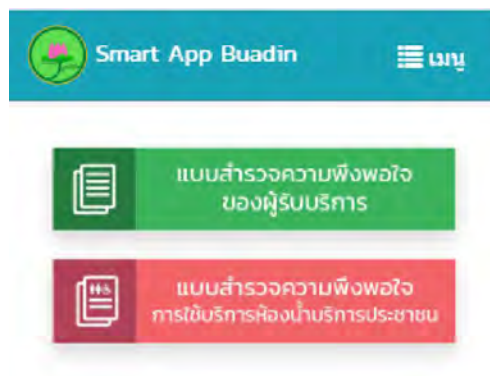 Smart App Buadin
เมนู
แบบสำรวจความพึงพอใจ
ของผู้รับบริการ
แบบสำรวจความพึงพอใจ
การใช้บริการห้องน้ำบริการประชาชน